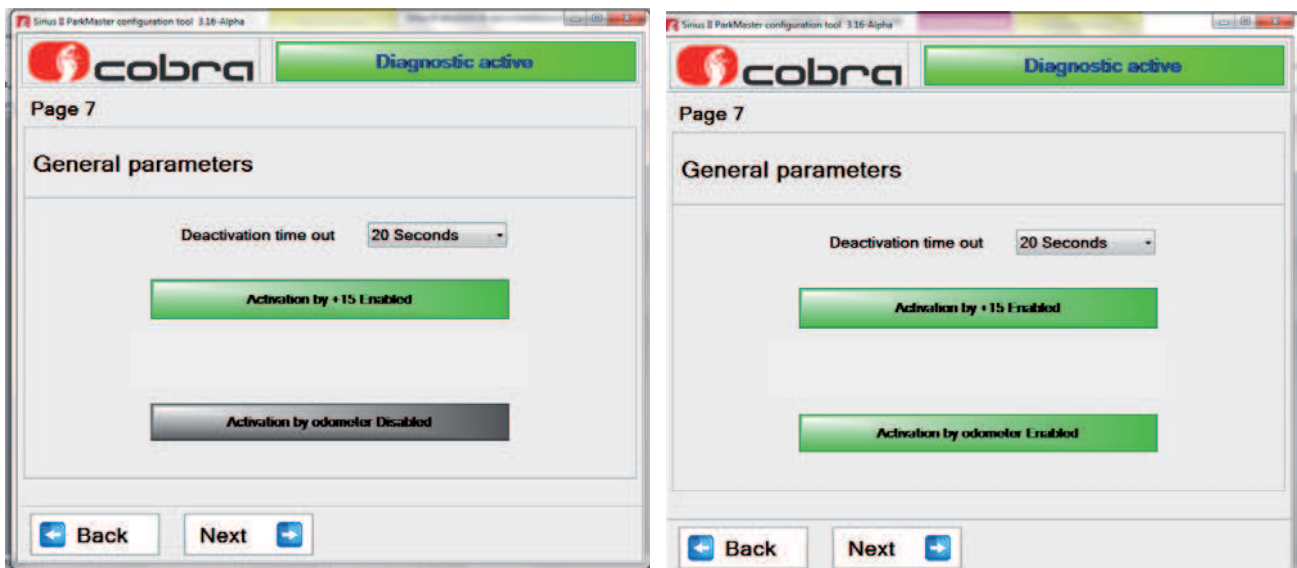 Sirius II ParkMaster configuration tool 3.16-Alpha
cobra
Diagnostic active
Page 7
General parameters
Deactivation time out
20 Seconds
Activation by +15 Enabled
Activation by odometer Disabled
Back
Next
Sirius II ParkMaster configuration tool 3.16-Alpha
cobra
Diagnostic active
Page 7
General parameters
Deactivation time out
20 Seconds
Activation by +15 Enabled
Activation by odometer Enabled
Back
Next